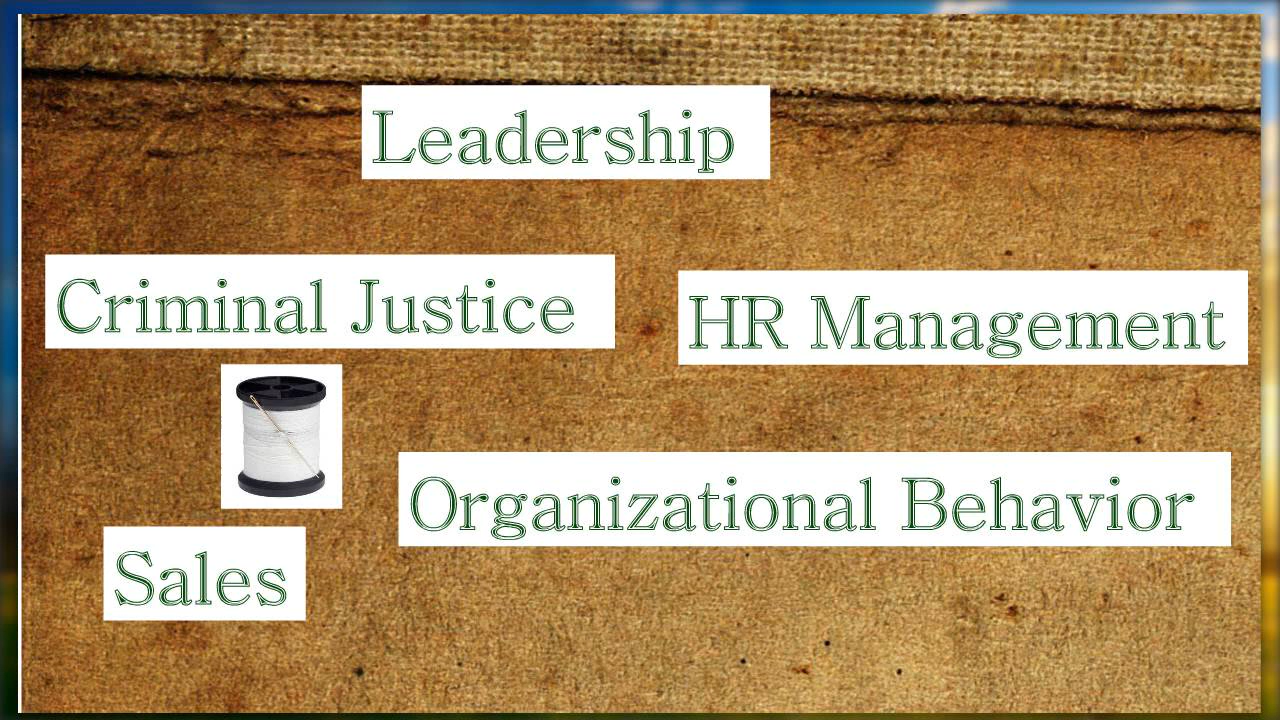 Leadership
Criminal Justice
HR Management
Organizational Behavior
Sales